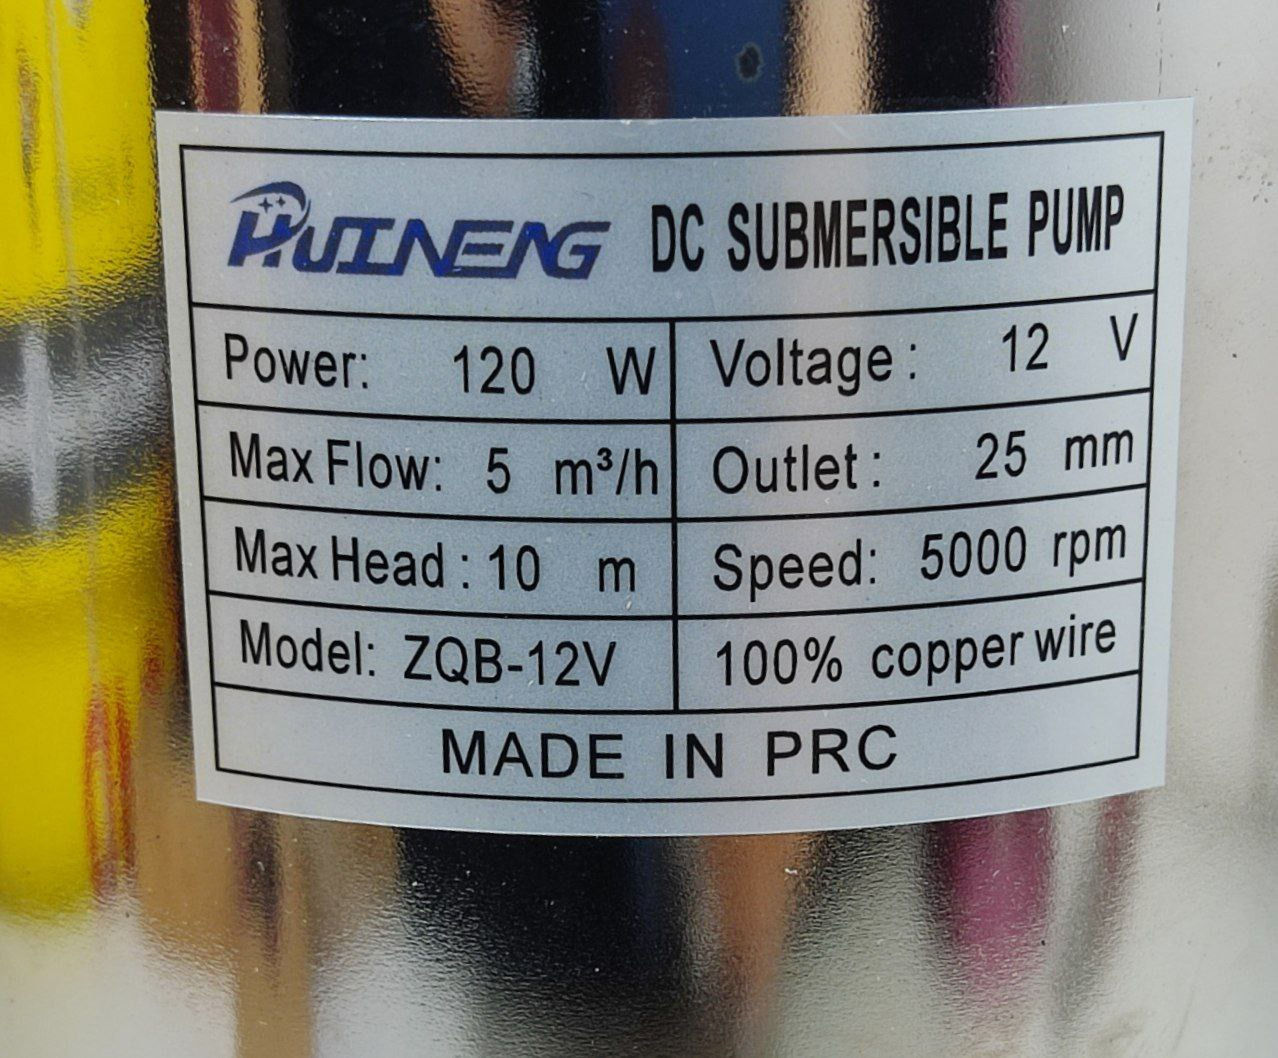 HUINENG DC SUBMERSIBLE PUMP
Power: 120 W Voltage: 12 V
Max Flow: 5 m³/h Outlet: 25 mm
Max Head: 10 m Speed: 5000 rpm
Model: ZQB-12V 100% copper wire
MADE IN PRC